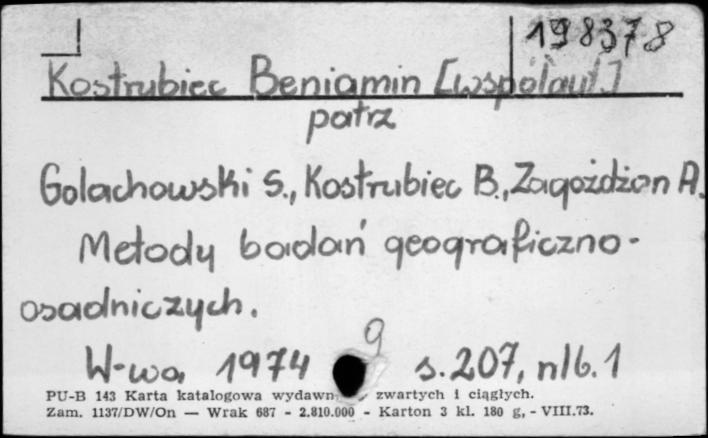 198378
Kostrubiec Beniamin [współaut.]
patrz
Golachowski S., Kostrubiec B., Zagożdżon A.
Metody badań geograficzno-
osadniczych.
9
W-wa 1974 s. 207, nlb. 1
PU-B 143 Karta katalogowa wydawn. zwartych i ciągłych.
Zam. 1137/DW/On — Wrak 687 - 2.810.000 - Karton 3 kl. 180 g, - VIII.73.